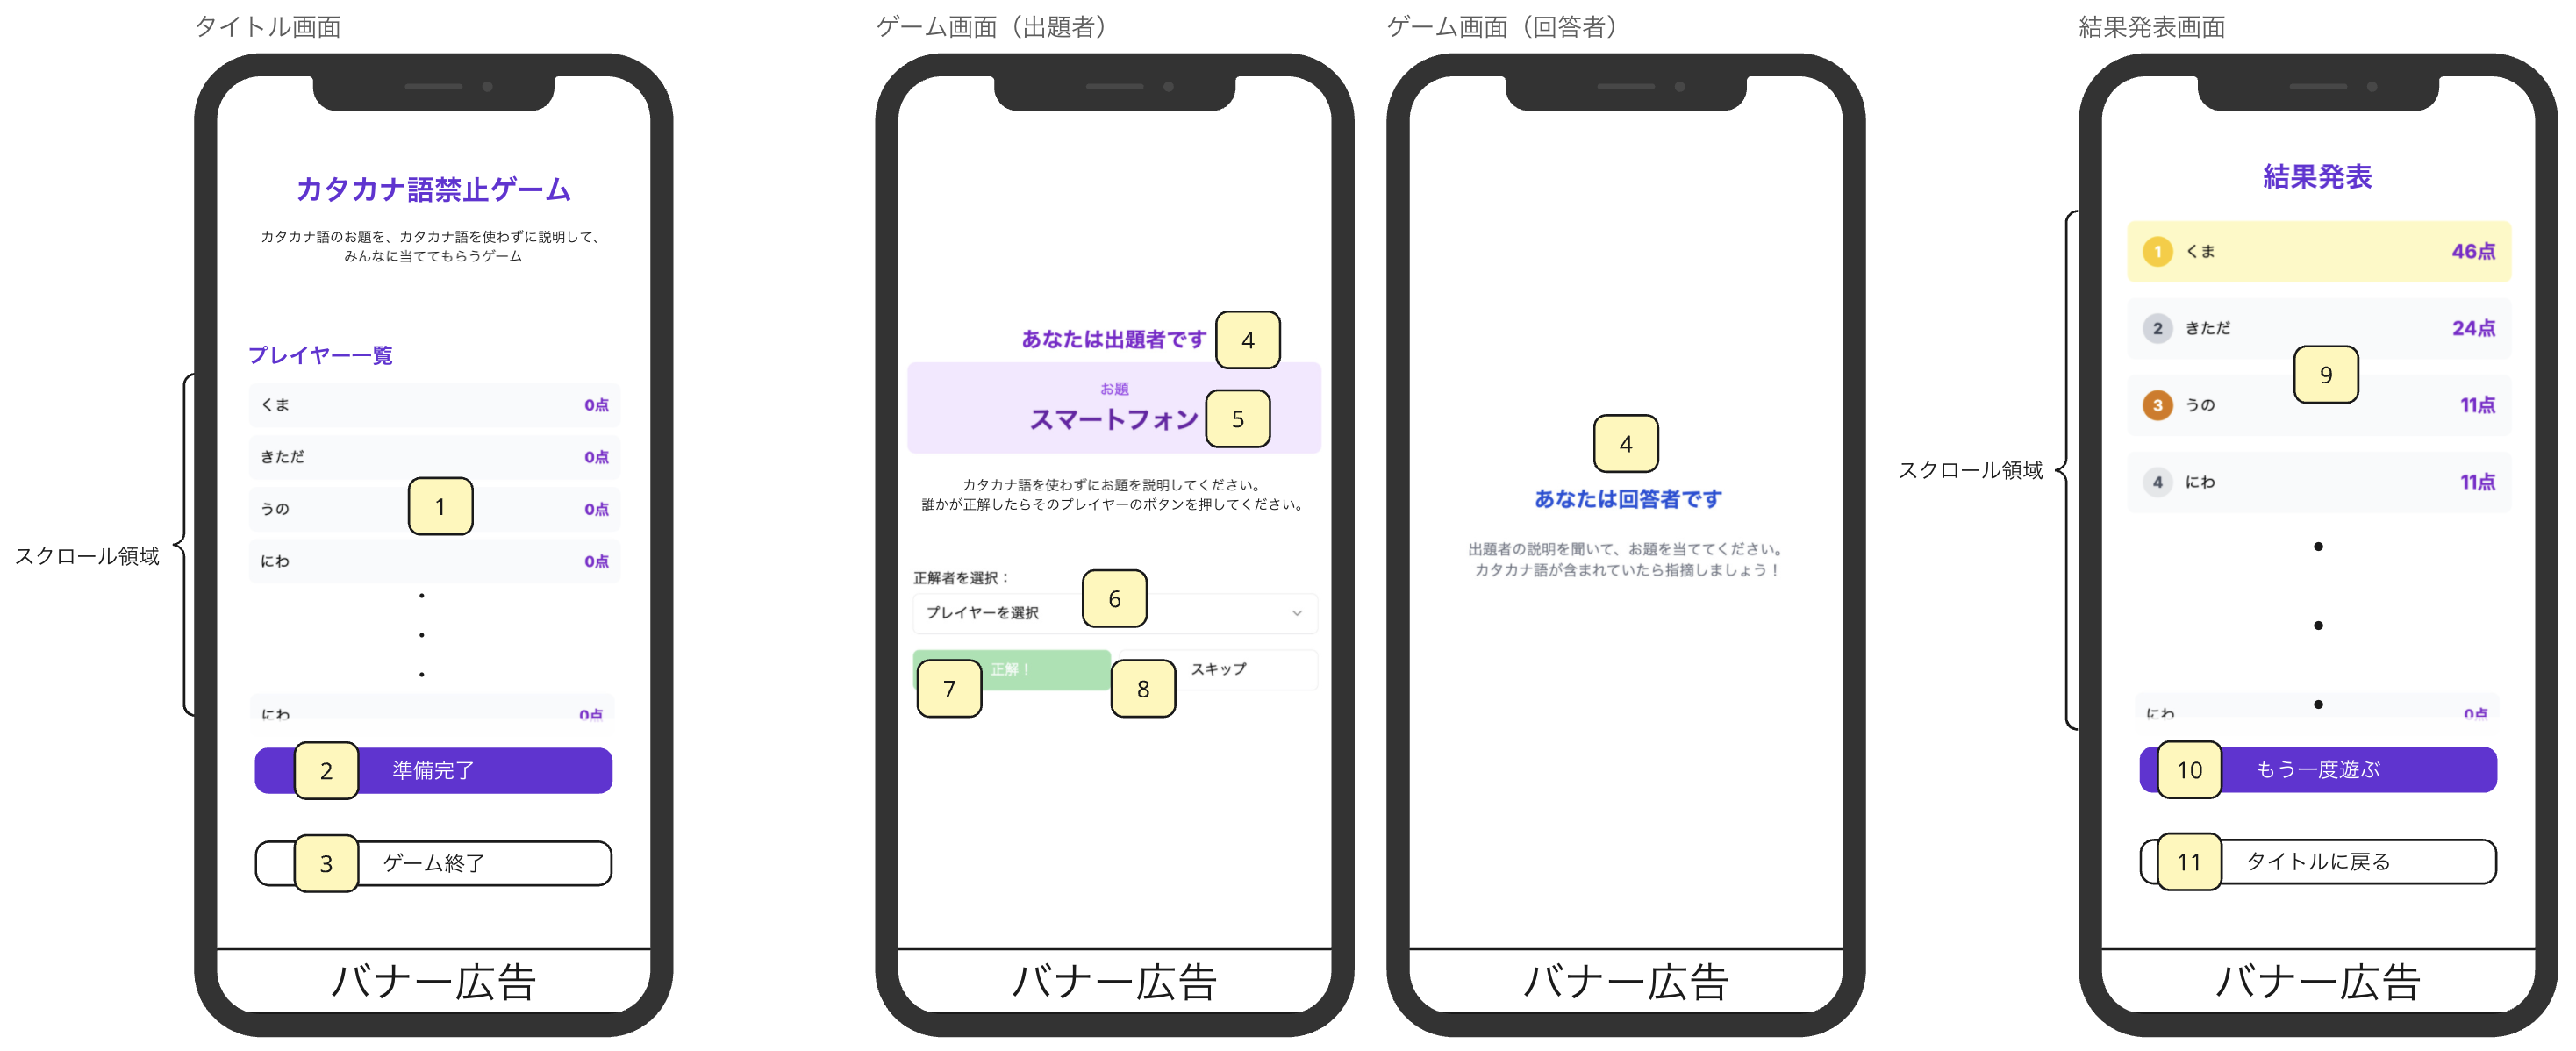 タイトル画面
カタカナ語禁止ゲーム
カタカナ語のお題を、カタカナ語を使わずに説明して、
みんなに当ててもらうゲーム
プレイヤー一覧
スクロール領域
くま 0点
きただ 0点
1
うの 0点
にわ 0点
にわ 0点
2 準備完了
3 ゲーム終了
バナー広告
ゲーム画面（出題者）
あなたは出題者です 4
お題
スマートフォン 5
カタカナ語を使わずにお題を説明してください。
誰かが正解したらそのプレイヤーのボタンを押してください。
正解者を選択：
6
プレイヤーを選択
7 正解！
8 スキップ
バナー広告
ゲーム画面（回答者）
4
あなたは回答者です
出題者の説明を聞いて、お題を当ててください。
カタカナ語が含まれていたら指摘しましょう！
バナー広告
結果発表画面
結果発表
スクロール領域
1 くま 46点
2 きただ 24点
9
3 うの 11点
4 にわ 11点
にわ 0点
10 もう一度遊ぶ
11 タイトルに戻る
バナー広告